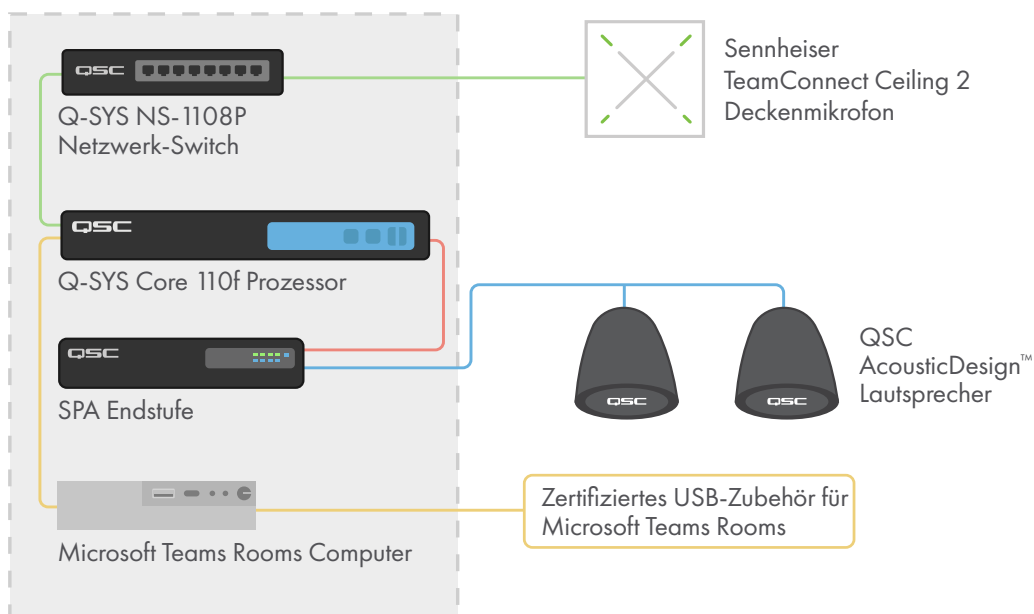 QSC
Q-SYS NS-1108P
Netzwerk-Switch
Sennheiser
TeamConnect Ceiling 2
Deckenmikrofon
QSC
Q-SYS Core 110f Prozessor
QSC
SPA Endstufe
QSC
QSC
QSC
AcousticDesign™
Lautsprecher
Microsoft Teams Rooms Computer
Zertifiziertes USB-Zubehör für
Microsoft Teams Rooms